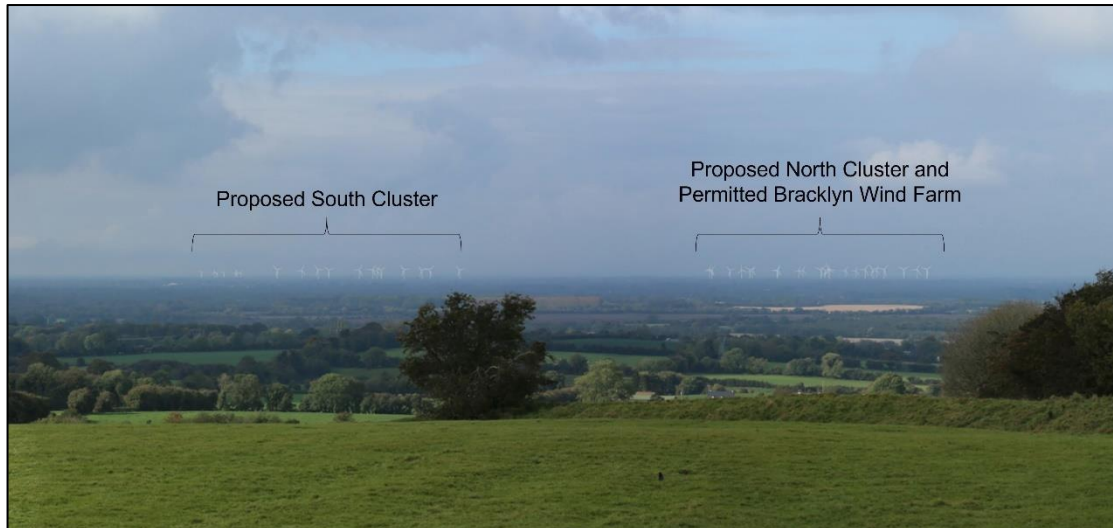 Proposed South Cluster
Proposed North Cluster and
Permitted Bracklyn Wind Farm